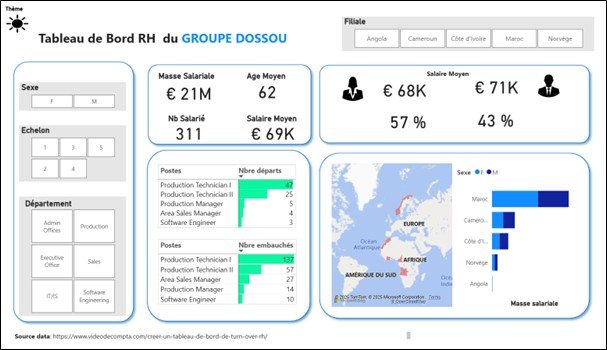 Thème
Tableau de Bord RH du GROUPE DOSSOU
Filiale
Angola
Cameroun
Côte d'Ivoire
Maroc
Norvège
Sexe
F
M
Echelon
1
3
5
2
4
Département
Admin Offices
Production
Executive Office
Sales
IT/IS
Software Engineering
Masse Salariale
Age Moyen
€ 21M
62
Nb Salarié
Salaire Moyen
311
€ 69K
Salaire Moyen
€ 68K
€ 71K
57 %
43 %
Postes Nbre départs
Production Technician I 47
Production Technician II 25
Production Manager 5
Area Sales Manager 4
Software Engineer 3
Postes Nbre embauchés
Production Technician I 137
Production Technician II 57
Area Sales Manager 27
Production Manager 14
Software Engineer 10
EUROPE
Océan
Atlantique
AFRIQUE
AMÉRIQUE DU SUD
© 2025 TomTom, © 2025 Microsoft Corporation
© OpenStreetMap
Sexe F M
Maroc
Camero...
Côte d'I...
Norvège
Angola
Masse salariale
Source data: https://www.videodecompta.com/creer-un-tableau-de-bord-de-turn-over-rh/